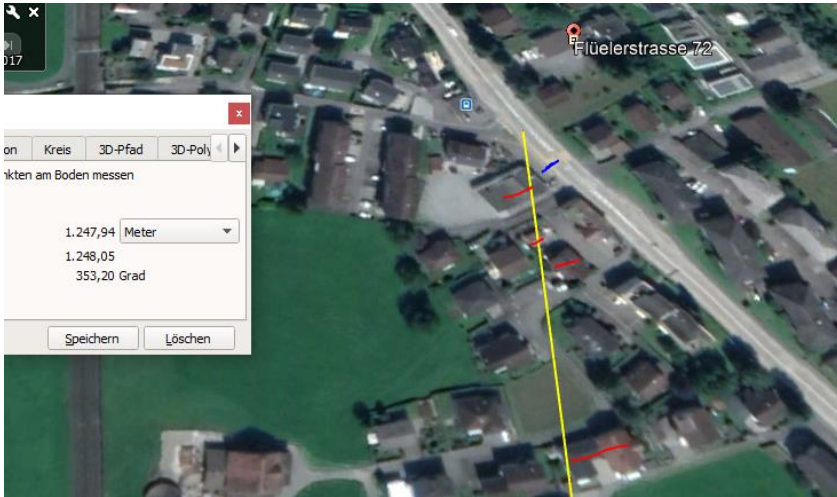 017
Flüelerstrasse 72
on Kreis 3D-Pfad 3D-Poly
nkten am Boden messen
1.247,94 Meter
1.248,05
353,20 Grad
Speichern Löschen